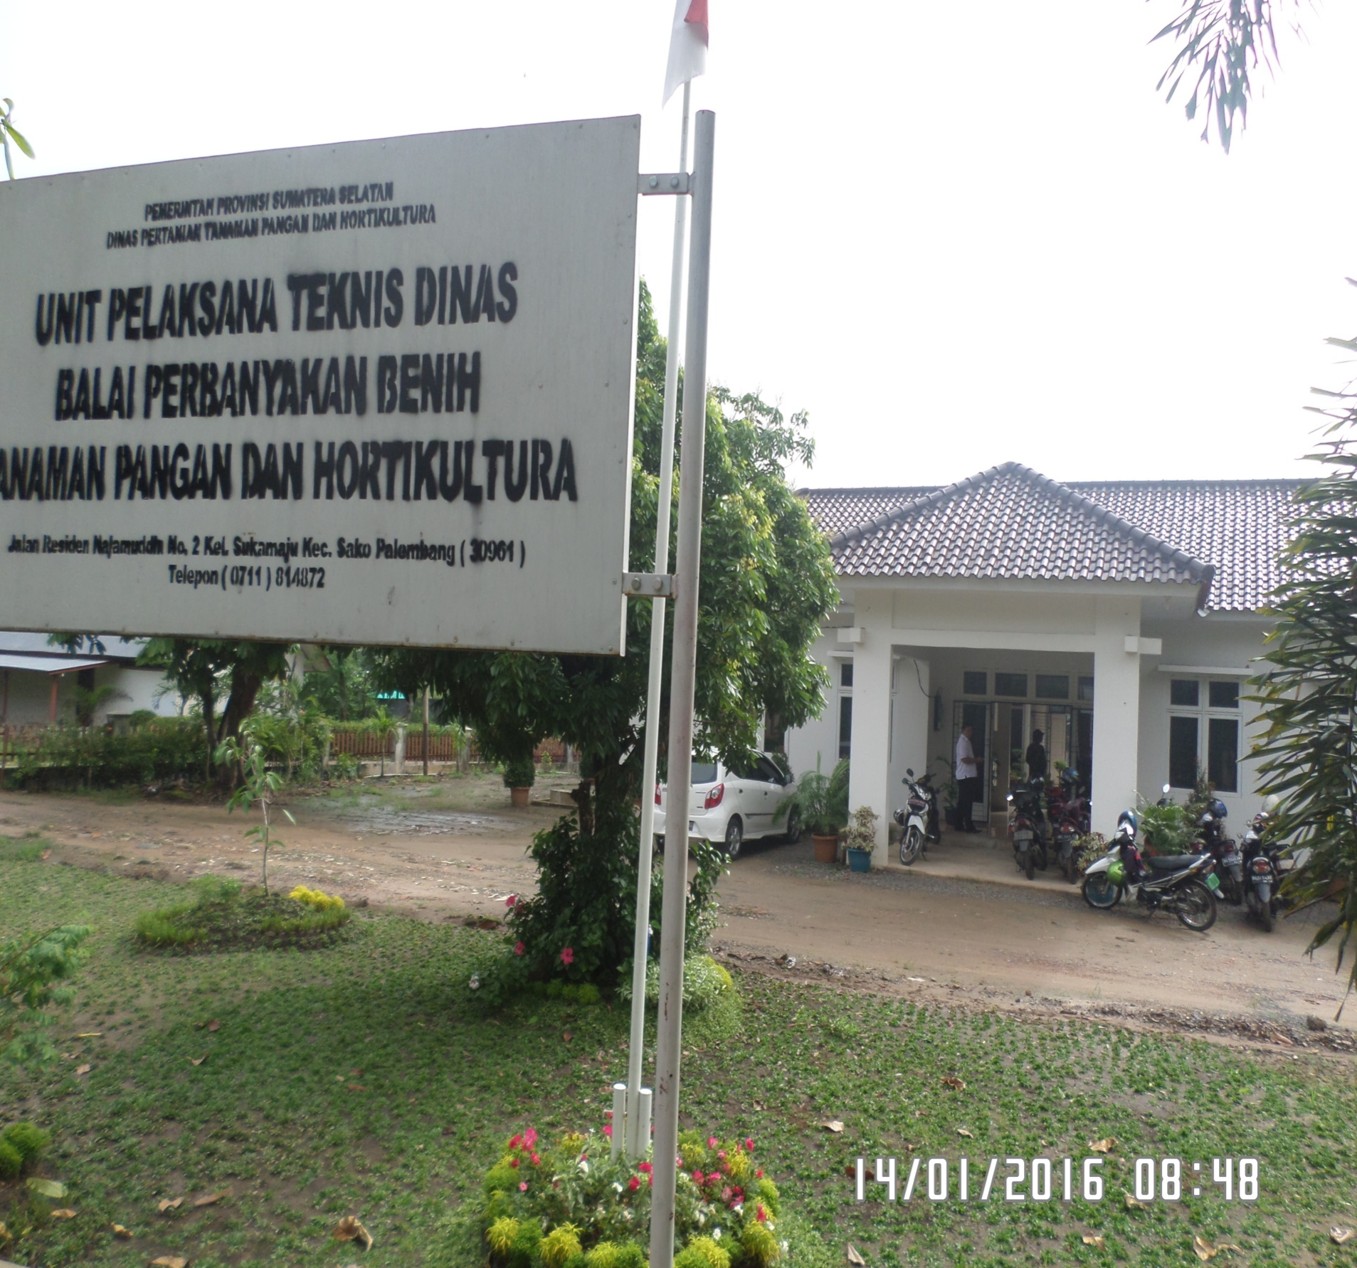 PEMERINTAH PROVINSI SUMATERA SELATAN
DINAS PERTANIAN TANAMAN PANGAN DAN HORTIKULTURA
UNIT PELAKSANA TEKNIS DINAS
BALAI PERBANYAKAN BENIH
ANAMAN PANGAN DAN HORTIKULTURA
Jalan Residen Najamuddin No. 2 Kel. Sukamaju Kec. Sako Palembang ( 30961 )
Telepon ( 0711 ) 814872
14/01/2016 08:48